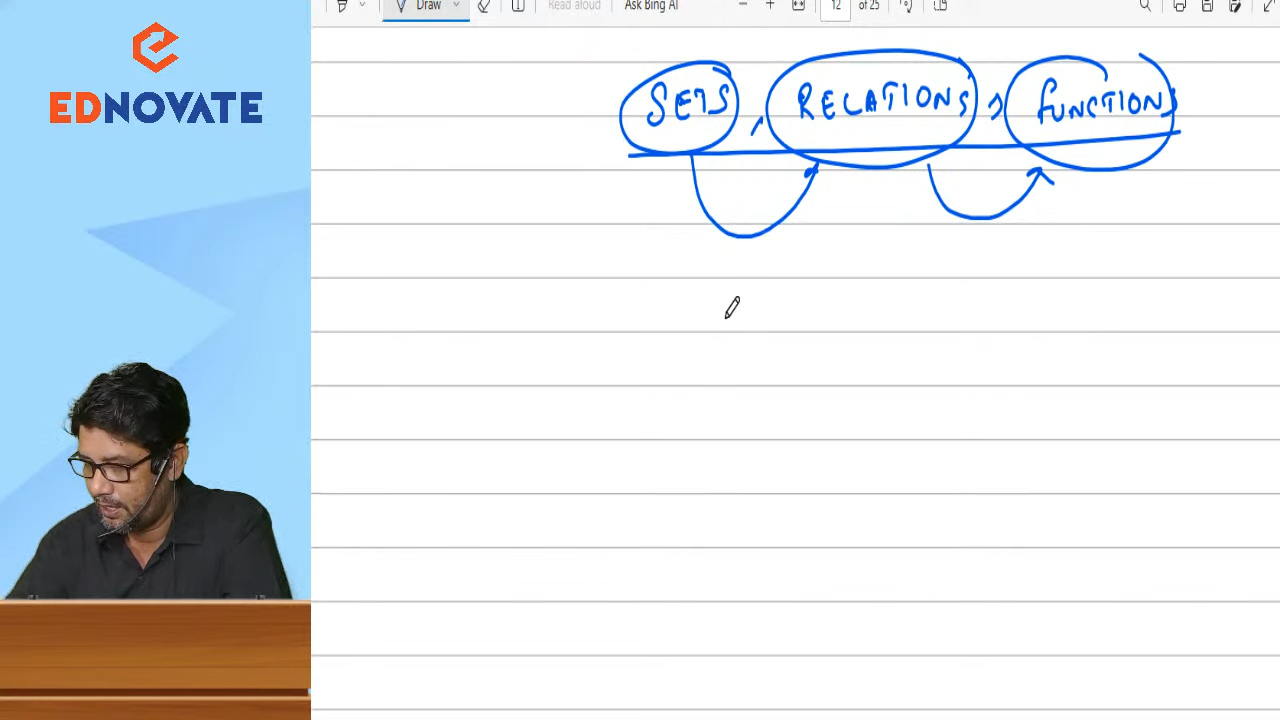 Draw Read aloud Ask Bing AI 12 of 25
EDNOVATE
SETS, RELATIONS, FUNCTIONS